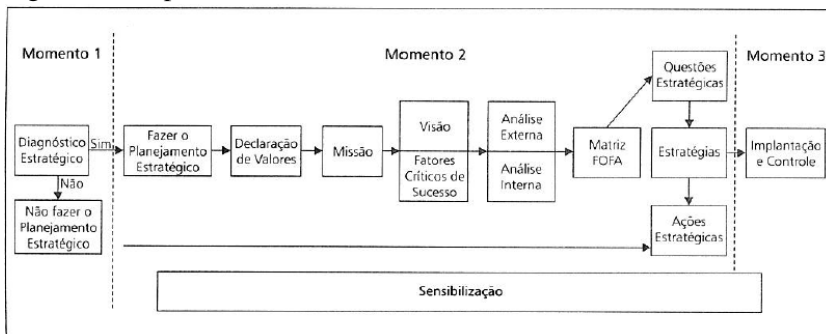 Momento 1
Momento 2
Momento 3
Diagnóstico
Estratégico
Sim
Não
Não fazer o
Planejamento
Estratégico
Fazer o
Planejamento
Estratégico
Declaração
de Valores
Missão
Visão
Fatores
Críticos de
Sucesso
Análise
Externa
Análise
Interna
Matriz
FOFA
Questões
Estratégicas
Estratégias
Ações
Estratégicas
Implantação
e Controle
Sensibilização